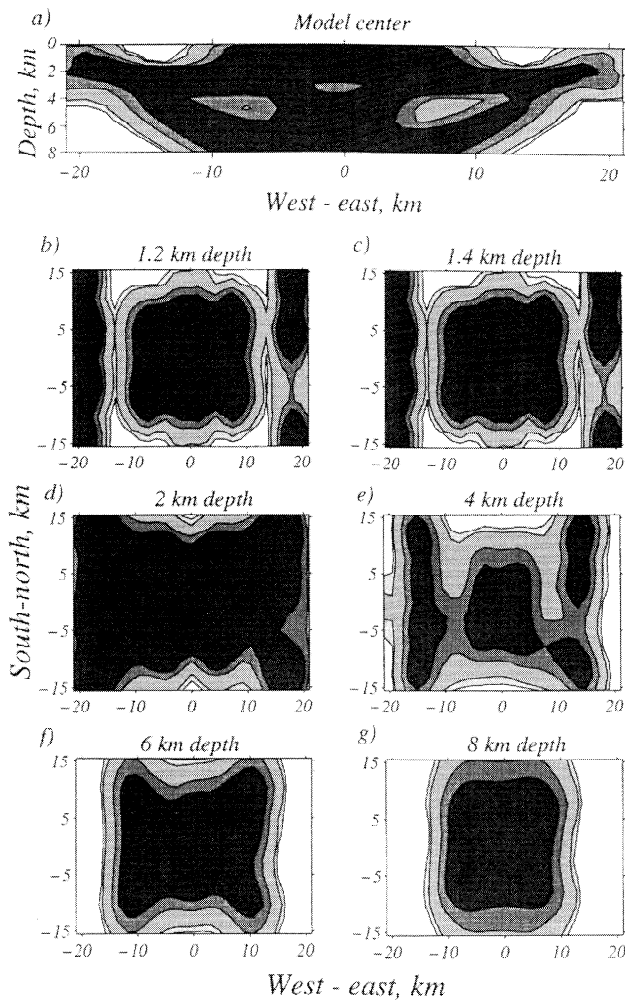 a) Model center
0
2
4
6
8
Depth, km
-20 -10 0 10 20
West - east, km
b) 1.2 km depth
15
5
-5
-15
-20 -10 0 10 20
c) 1.4 km depth
15
5
-5
-15
-20 -10 0 10 20
d) 2 km depth
15
5
-5
-15
-20 -10 0 10 20
e) 4 km depth
15
5
-5
-15
-20 -10 0 10 20
South-north, km
f) 6 km depth
15
5
-5
-15
-20 -10 0 10 20
g) 8 km depth
15
5
-5
-15
-20 -10 0 10 20
West - east, km